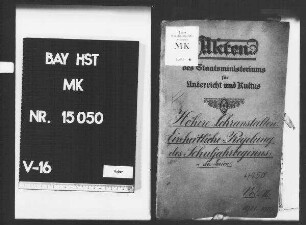 BAY HST
MK
NR. 15050
V-16
MK
Akten
des Staatsministeriums
für
Unterricht und Kultus
Höhere Lehranstalten
Einheitliche Regelung
des Schuljahrbeginns